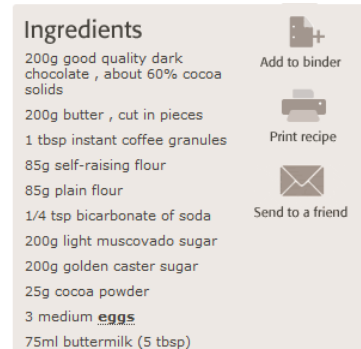 Ingredients
200g good quality dark
chocolate , about 60% cocoa
solids
200g butter , cut in pieces
1 tbsp instant coffee granules
85g self-raising flour
85g plain flour
1/4 tsp bicarbonate of soda
200g light muscovado sugar
200g golden caster sugar
25g cocoa powder
3 medium eggs
75ml buttermilk (5 tbsp)
Add to binder
Print recipe
Send to a friend